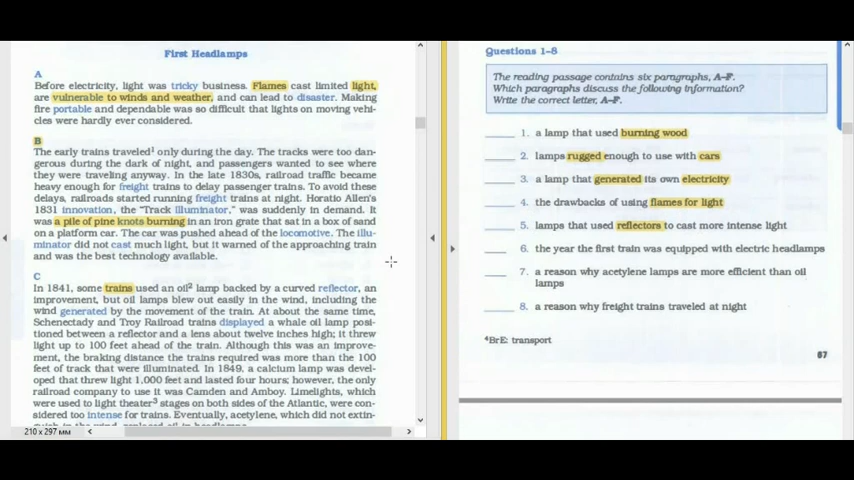 First Headlamps
A
Before electricity, light was tricky business. Flames cast limited light,
are vulnerable to winds and weather, and can lead to disaster. Making
fire portable and dependable was so difficult that lights on moving vehi-
cles were hardly ever considered.
B
The early trains traveled¹ only during the day. The tracks were too dan-
gerous during the dark of night, and passengers wanted to see where
they were traveling anyway. In the late 1830s, railroad traffic became
heavy enough for freight trains to delay passenger trains. To avoid these
delays, railroads started running freight trains at night. Horatio Allen's
1831 innovation, the "Track Illuminator," was suddenly in demand. It
was a pile of pine knots burning in an iron grate that sat in a box of sand
on a platform car. The car was pushed ahead of the locomotive. The illu-
minator did not cast much light, but it warned of the approaching train
and was the best technology available.
C
In 1841, some trains used an oil² lamp backed by a curved reflector, an
improvement, but oil lamps blew out easily in the wind, including the
wind generated by the movement of the train. At about the same time,
Schenectady and Troy Railroad trains displayed a whale oil lamp posi-
tioned between a reflector and a lens about twelve inches high; it threw
light up to 100 feet ahead of the train. Although this was an improve-
ment, the braking distance the trains required was more than the 100
feet of track that were illuminated. In 1849, a calcium lamp was devel-
oped that threw light 1,000 feet and lasted four hours; however, the only
railroad company to use it was Camden and Amboy. Limelights, which
were used to light theater³ stages on both sides of the Atlantic, were con-
sidered too intense for trains. Eventually, acetylene, which did not extin-
210 x 297 мм
Questions 1–8
The reading passage contains six paragraphs, A–F.
Which paragraphs discuss the following information?
Write the correct letter, A–F.
1. a lamp that used burning wood
2. lamps rugged enough to use with cars
3. a lamp that generated its own electricity
4. the drawbacks of using flames for light
5. lamps that used reflectors to cast more intense light
6. the year the first train was equipped with electric headlamps
7. a reason why acetylene lamps are more efficient than oil
lamps
8. a reason why freight trains traveled at night
⁴BrE: transport
67